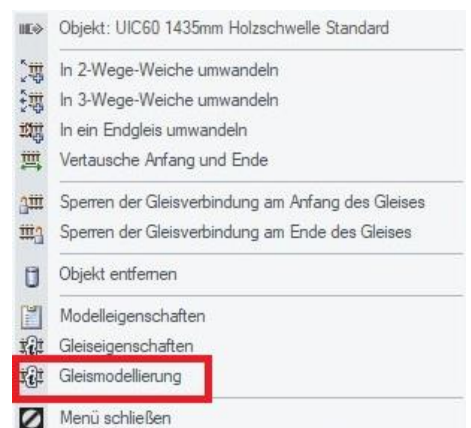 Objekt: UIC60 1435mm Holzschwelle Standard
In 2-Wege-Weiche umwandeln
In 3-Wege-Weiche umwandeln
In ein Endgleis umwandeln
Vertausche Anfang und Ende
Sperren der Gleisverbindung am Anfang des Gleises
Sperren der Gleisverbindung am Ende des Gleises
Objekt entfernen
Modelleigenschaften
Gleiseigenschaften
Gleismodellierung
Menü schließen